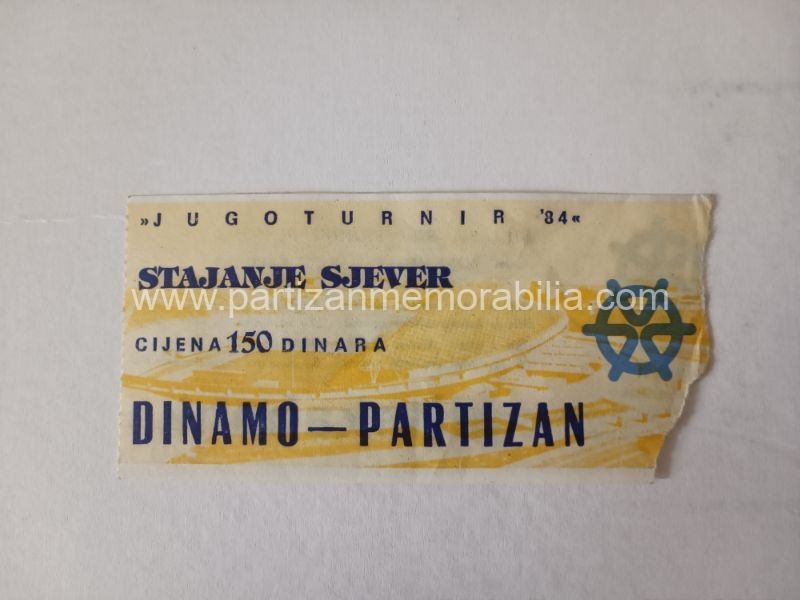 »JUGOTURNIR '84«
STAJANJE SJEVER
www.partizanmemorabilia.com
CIJENA 150 DINARA
DINAMO—PARTIZAN